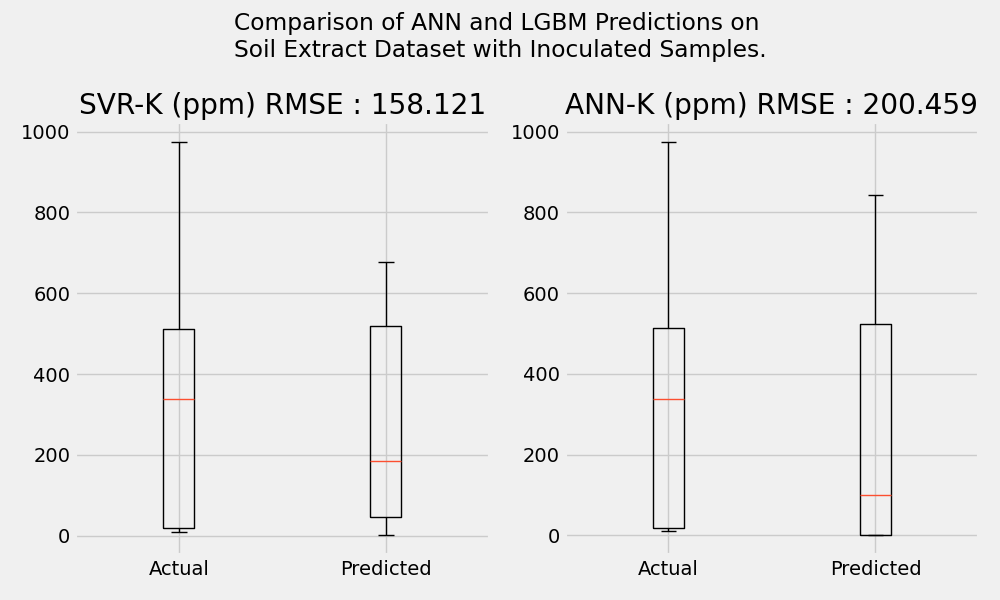 Comparison of ANN and LGBM Predictions on
Soil Extract Dataset with Inoculated Samples.
SVR-K (ppm) RMSE : 158.121
1000
800
600
400
200
0
Actual Predicted
ANN-K (ppm) RMSE : 200.459
1000
800
600
400
200
0
Actual Predicted